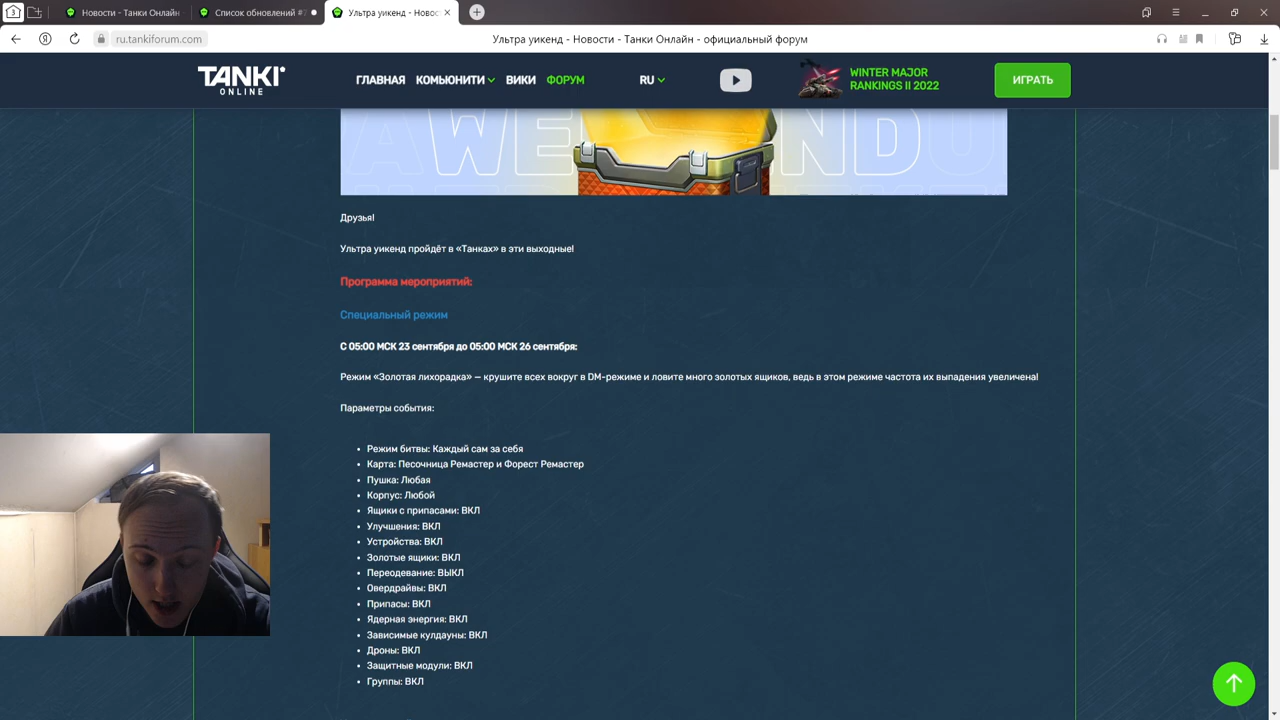 3
Новости - Танки Онлайн
Список обновлений #7
Ультра уикенд - Новос
ru.tankiforum.com
Ультра уикенд - Новости - Танки Онлайн - официальный форум
TANKI
ONLINE
ГЛАВНАЯ
КОМЬЮНИТИ
ВИКИ
ФОРУМ
RU
WINTER MAJOR
RANKINGS II 2022
ИГРАТЬ
Друзья!
Ультра уикенд пройдёт в «Танках» в эти выходные!
Программа мероприятий:
Специальный режим
С 05:00 МСК 23 сентября до 05:00 МСК 26 сентября:
Режим «Золотая лихорадка» — крушите всех вокруг в DM-режиме и ловите много золотых ящиков, ведь в этом режиме частота их выпадения увеличена!
Параметры события:
• Режим битвы: Каждый сам за себя
• Карта: Песочница Ремастер и Форест Ремастер
• Пушка: Любая
• Корпус: Любой
• Ящики с припасами: ВКЛ
• Улучшения: ВКЛ
• Устройства: ВКЛ
• Золотые ящики: ВКЛ
• Переодевание: ВЫКЛ
• Овердрайвы: ВКЛ
• Припасы: ВКЛ
• Ядерная энергия: ВКЛ
• Зависимые кулдауны: ВКЛ
• Дроны: ВКЛ
• Защитные модули: ВКЛ
• Группы: ВКЛ